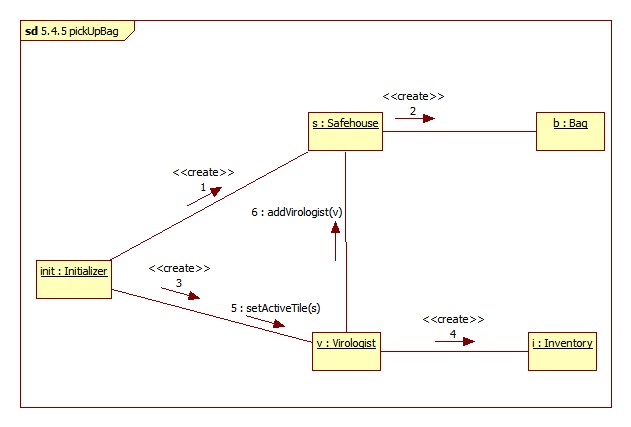 sd 5.4.5 pickUpBag
<<create>>
2
s : Safehouse
b : Bag
<<create>>
1
6 : addVirologist(v)
init : Initializer
<<create>>
3
5 : setActiveTile(s)
<<create>>
4
v : Virologist
i : Inventory